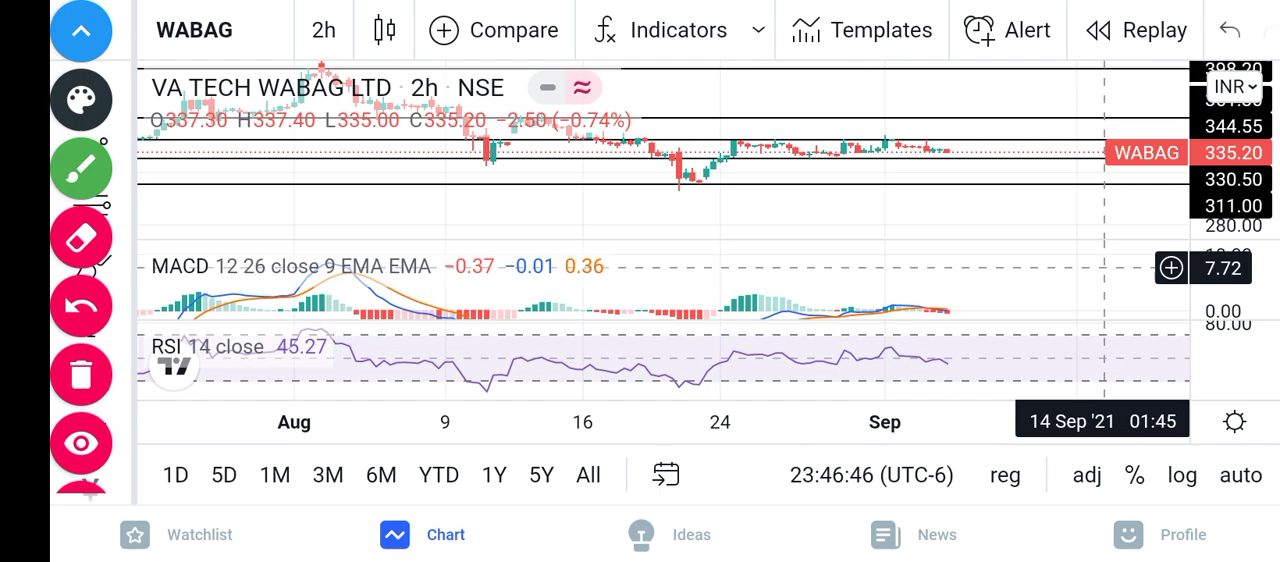 WABAG 2h Compare Indicators Templates Alert Replay
398.20
VA TECH WABAG LTD · 2h · NSE
INR
O337.30 H337.40 L335.00 C335.20 −2.50 (−0.74%)
344.55
WABAG 335.20
330.50
311.00
280.00
MACD 12 26 close 9 EMA EMA −0.37 −0.01 0.36
7.72
0.00
80.00
RSI 14 close 45.27
Aug 9 16 24 Sep 14 Sep '21 01:45
1D 5D 1M 3M 6M YTD 1Y 5Y All 23:46:46 (UTC-6) reg adj % log auto
Watchlist Chart Ideas News Profile